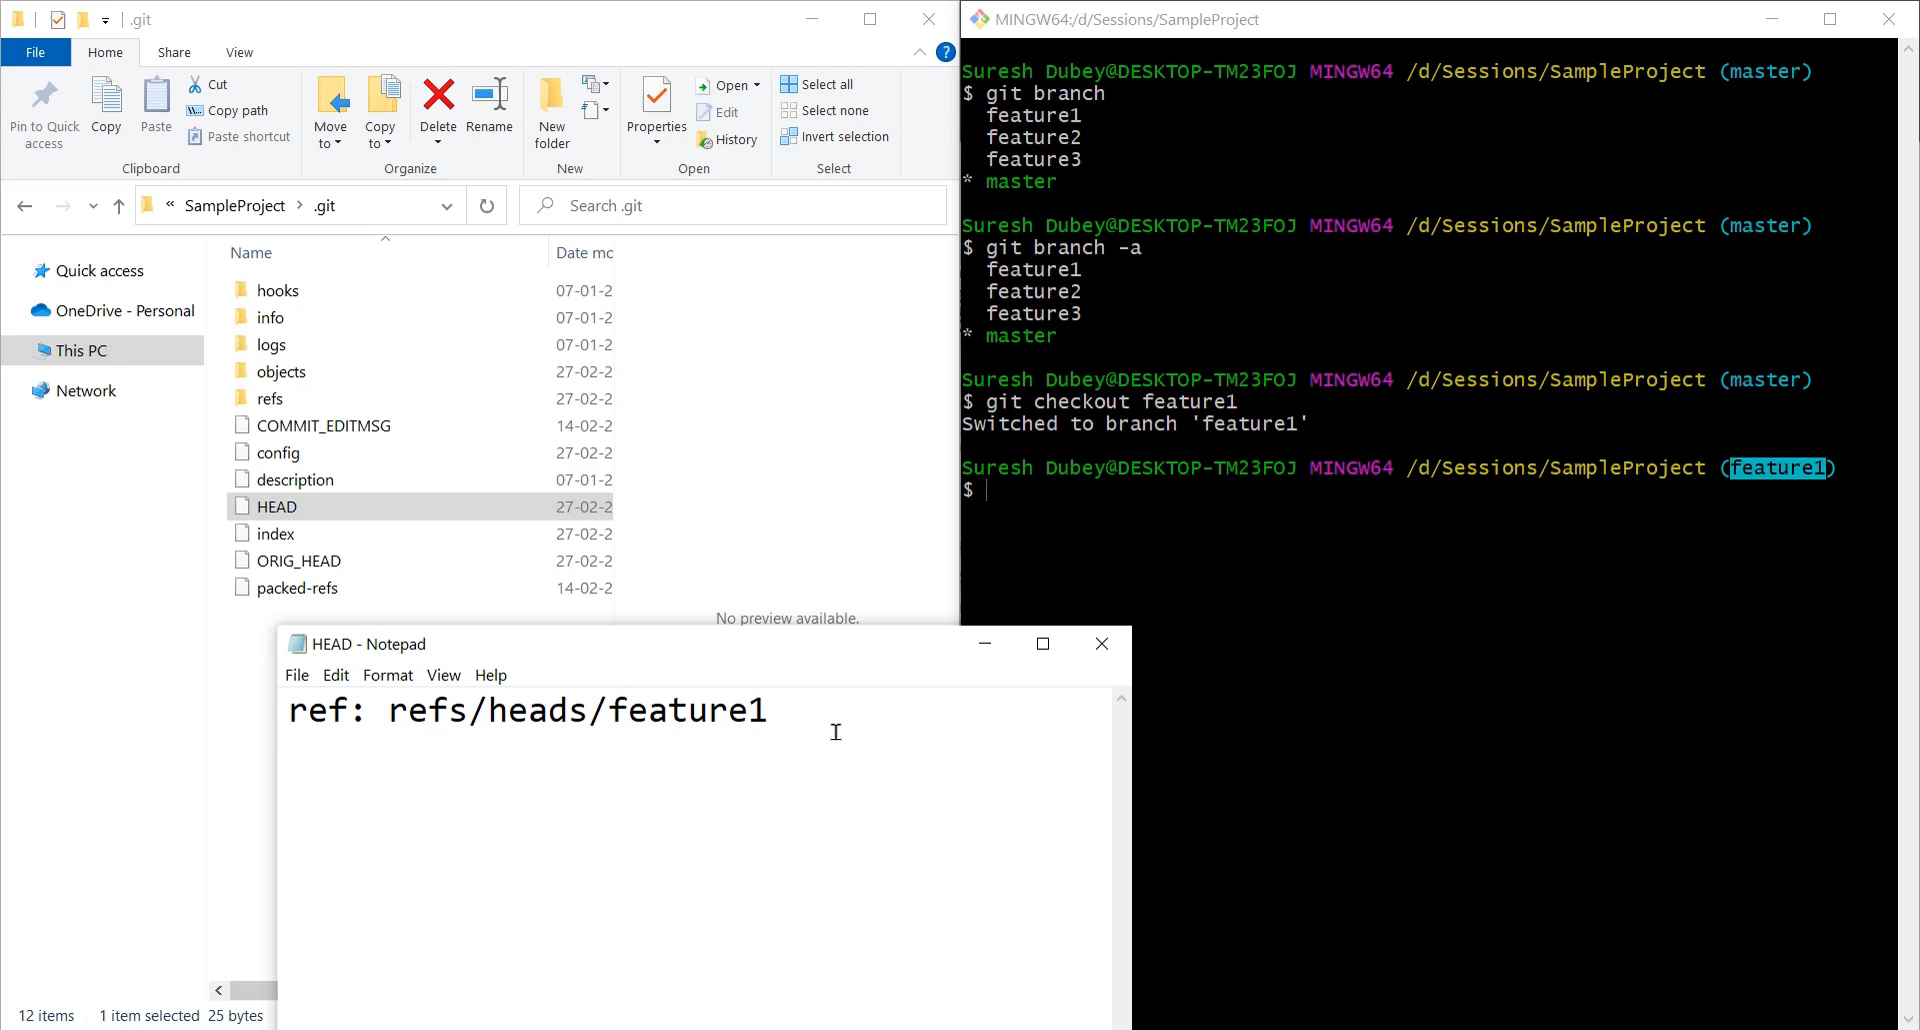 .git
File
Home
Share
View
Pin to Quick access
Copy
Paste
Cut
Copy path
Paste shortcut
Clipboard
Move to
Copy to
Delete
Rename
Organize
New folder
New
Properties
Open
Edit
History
Open
Select all
Select none
Invert selection
Select
« SampleProject > .git
Search .git
Quick access
OneDrive - Personal
This PC
Network
Name Date mo
hooks 07-01-2
info 07-01-2
logs 07-01-2
objects 27-02-2
refs 27-02-2
COMMIT_EDITMSG 14-02-2
config 27-02-2
description 07-01-2
HEAD 27-02-2
index 27-02-2
ORIG_HEAD 27-02-2
packed-refs 14-02-2
No preview available.
12 items 1 item selected 25 bytes
HEAD - Notepad
File Edit Format View Help
ref: refs/heads/feature1
MINGW64:/d/Sessions/SampleProject
Suresh Dubey@DESKTOP-TM23FOJ MINGW64 /d/Sessions/SampleProject (master)
$ git branch
feature1
feature2
feature3
* master
Suresh Dubey@DESKTOP-TM23FOJ MINGW64 /d/Sessions/SampleProject (master)
$ git branch -a
feature1
feature2
feature3
* master
Suresh Dubey@DESKTOP-TM23FOJ MINGW64 /d/Sessions/SampleProject (master)
$ git checkout feature1
Switched to branch 'feature1'
Suresh Dubey@DESKTOP-TM23FOJ MINGW64 /d/Sessions/SampleProject (feature1)
$